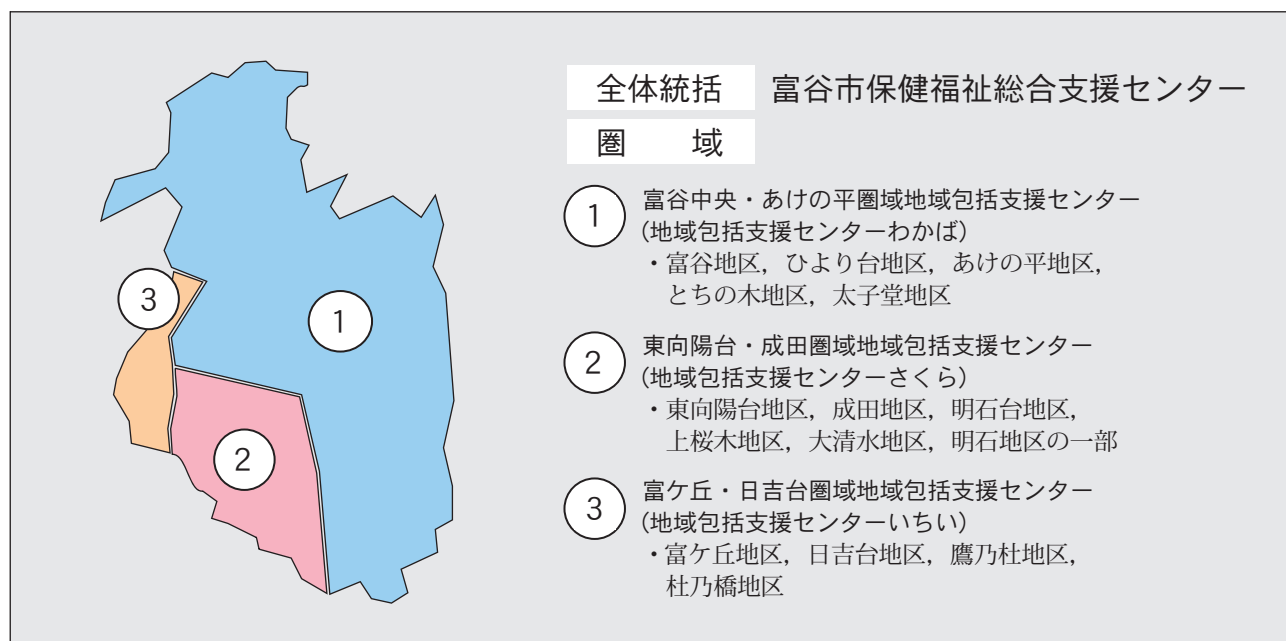 全体統括 富谷市保健福祉総合支援センター
圏 域
① 富谷中央・あけの平圏域地域包括支援センター
(地域包括支援センターわかば)
・富谷地区，ひより台地区，あけの平地区，
とちの木地区，太子堂地区
② 東向陽台・成田圏域地域包括支援センター
(地域包括支援センターさくら)
・東向陽台地区，成田地区，明石台地区，
上桜木地区，大清水地区，明石地区の一部
③ 富ケ丘・日吉台圏域地域包括支援センター
(地域包括支援センターいちい)
・富ケ丘地区，日吉台地区，鷹乃杜地区，
杜乃橋地区
③
①
②